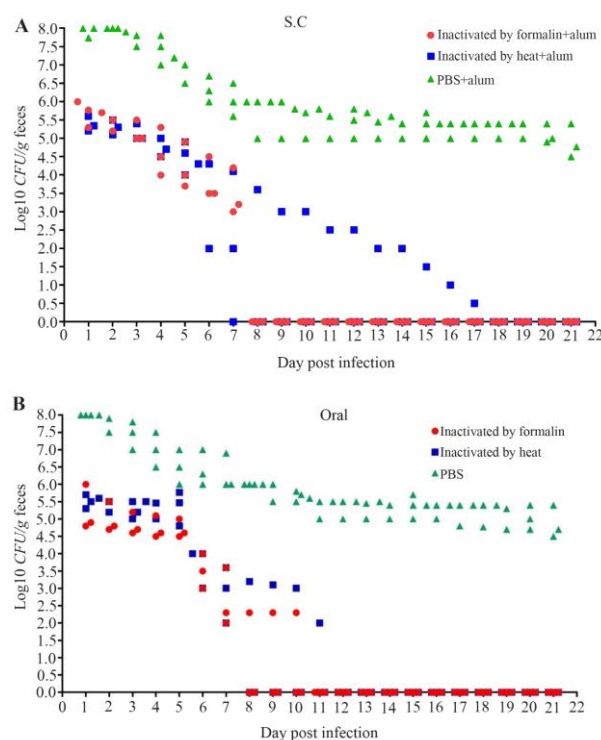 A
S.C
Inactivated by formalin+alum
Inactivated by heat+alum
PBS+alum
Log10 CFU/g feces
8.0
7.5
7.0
6.5
6.0
5.5
5.0
4.5
4.0
3.5
3.0
2.5
2.0
1.5
1.0
0.5
0.0
0 1 2 3 4 5 6 7 8 9 10 11 12 13 14 15 16 17 18 19 20 21 22
Day post infection
B
Oral
Inactivated by formalin
Inactivated by heat
PBS
Log10 CFU/g feces
8.0
7.5
7.0
6.5
6.0
5.5
5.0
4.5
4.0
3.5
3.0
2.5
2.0
1.5
1.0
0.5
0.0
0 1 2 3 4 5 6 7 8 9 10 11 12 13 14 15 16 17 18 19 20 21 22
Day post infection